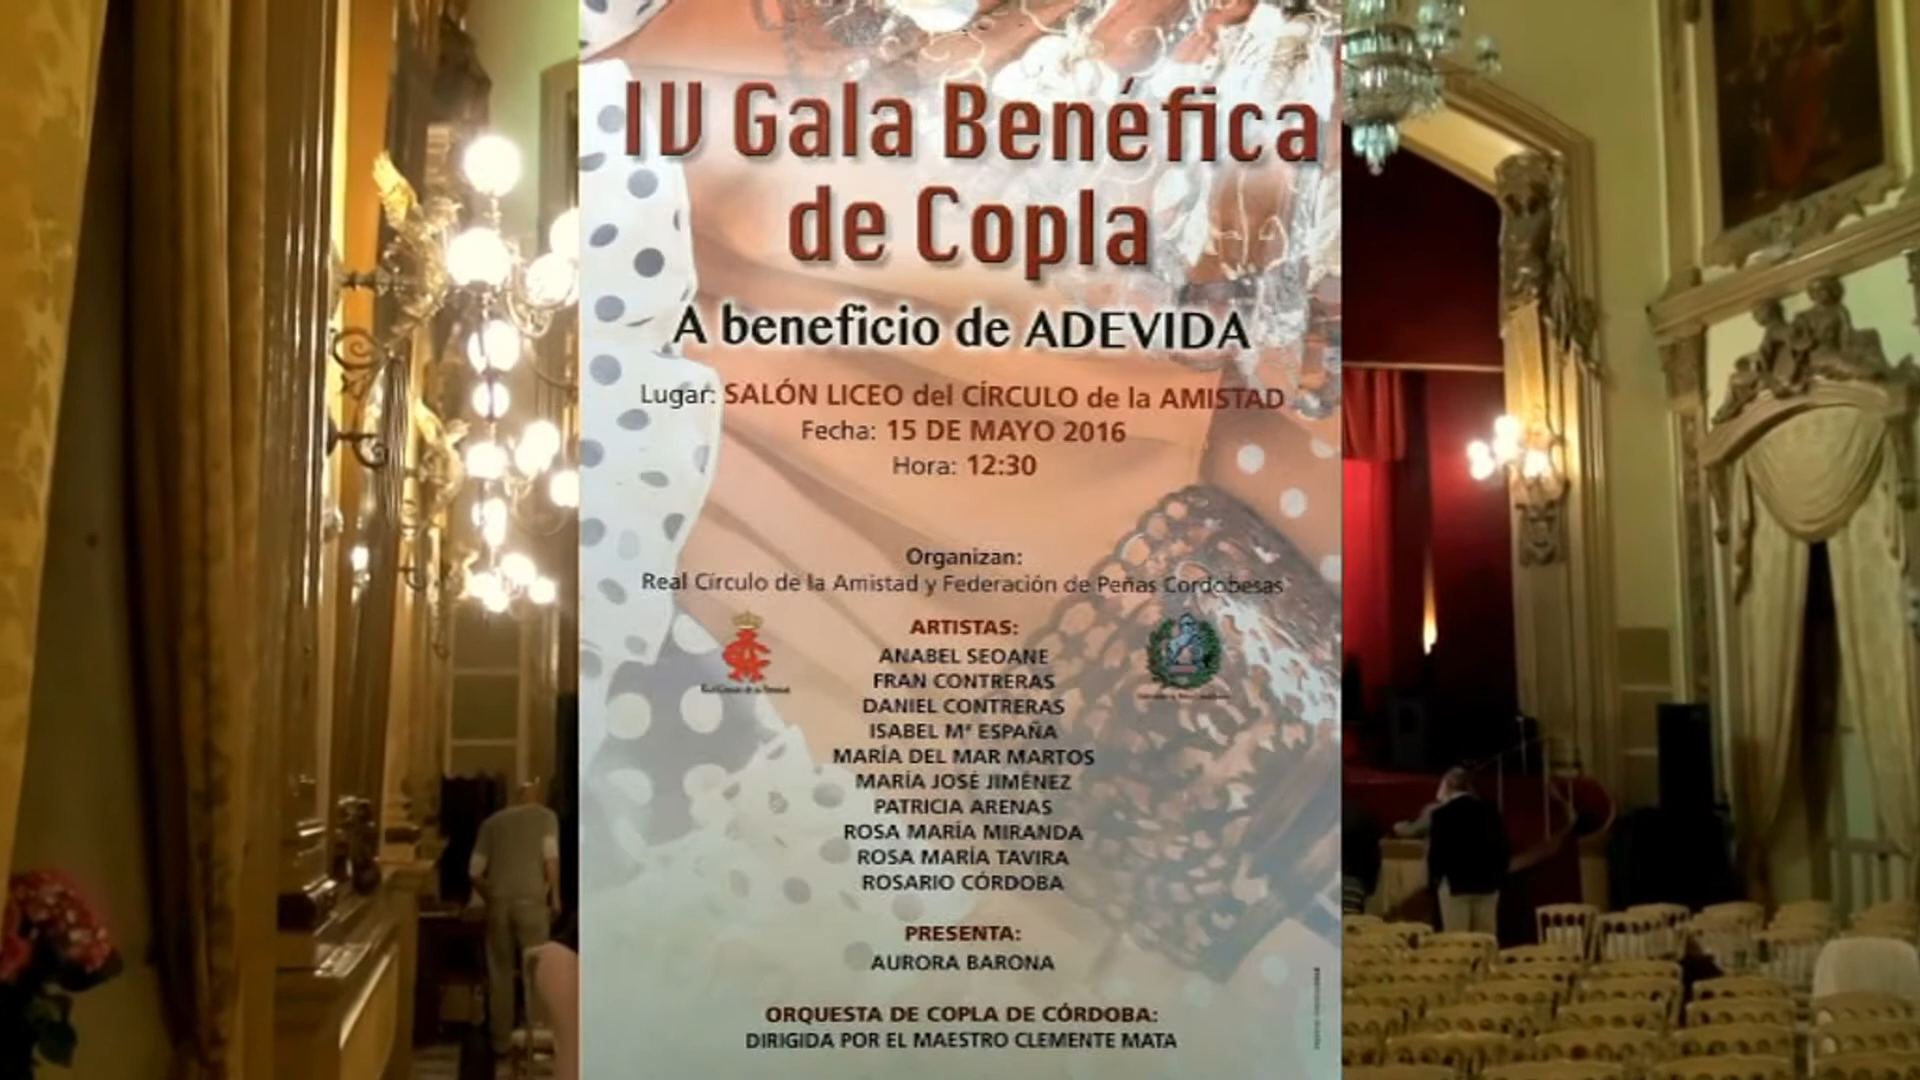 IV Gala Benéfica
de Copla
A beneficio de ADEVIDA
Lugar: SALÓN LICEO del CÍRCULO de la AMISTAD
Fecha: 15 DE MAYO 2016
Hora: 12:30
Organizan:
Real Círculo de la Amistad y Federación de Peñas Cordobesas
ARTISTAS:
ANABEL SEOANE
FRAN CONTRERAS
DANIEL CONTRERAS
ISABEL Mª ESPAÑA
MARÍA DEL MAR MARTOS
MARÍA JOSÉ JIMÉNEZ
PATRICIA ARENAS
ROSA MARÍA MIRANDA
ROSA MARÍA TAVIRA
ROSARIO CÓRDOBA
PRESENTA:
AURORA BARONA
ORQUESTA DE COPLA DE CÓRDOBA:
DIRIGIDA POR EL MAESTRO CLEMENTE MATA